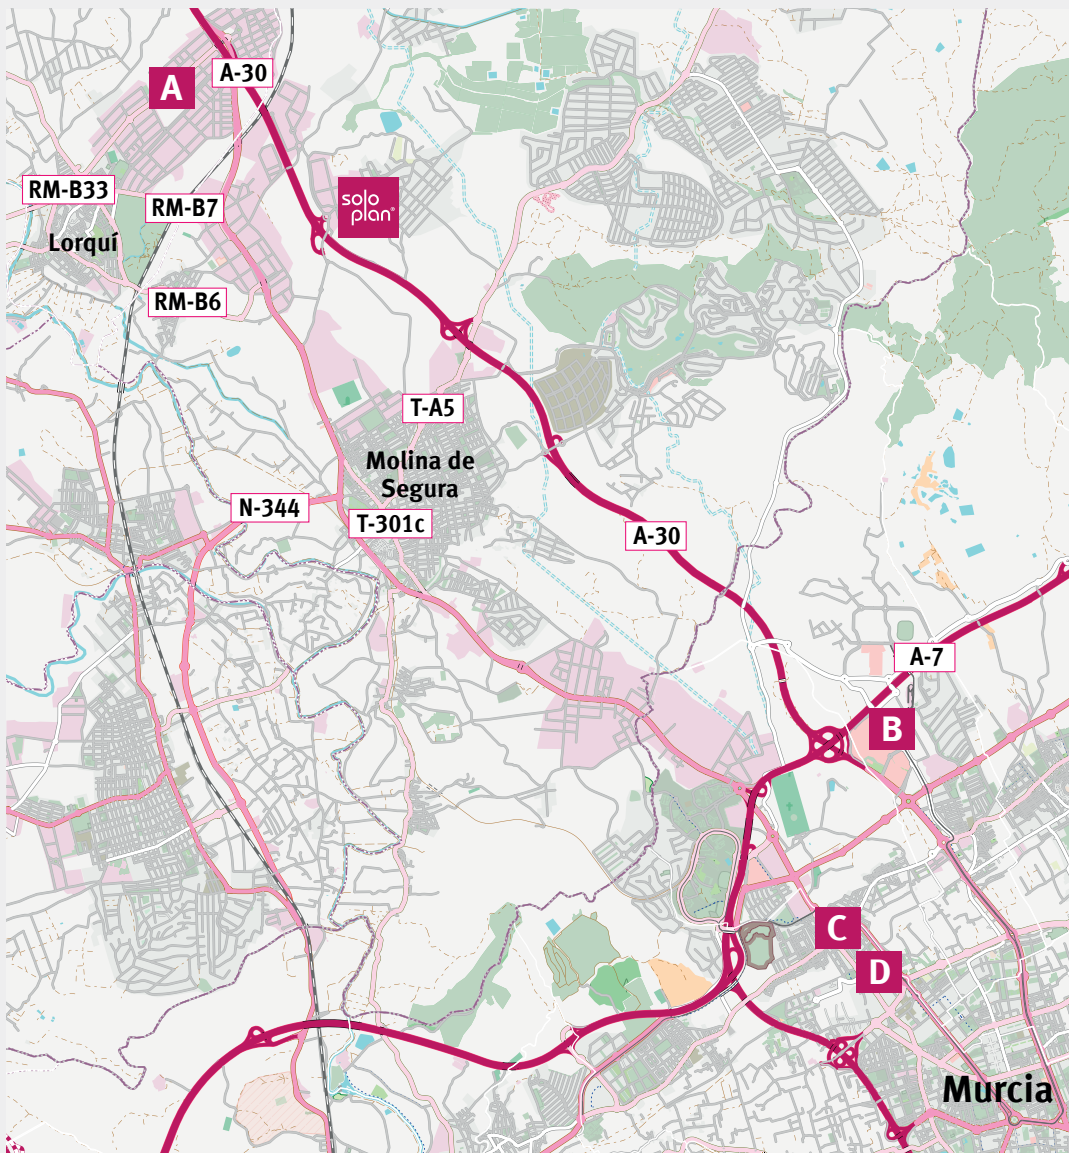 A
A-30
RM-B33
RM-B7
solo
plan®
Lorquí
RM-B6
T-A5
Molina de
Segura
N-344
T-301c
A-30
A-7
B
C
D
Murcia